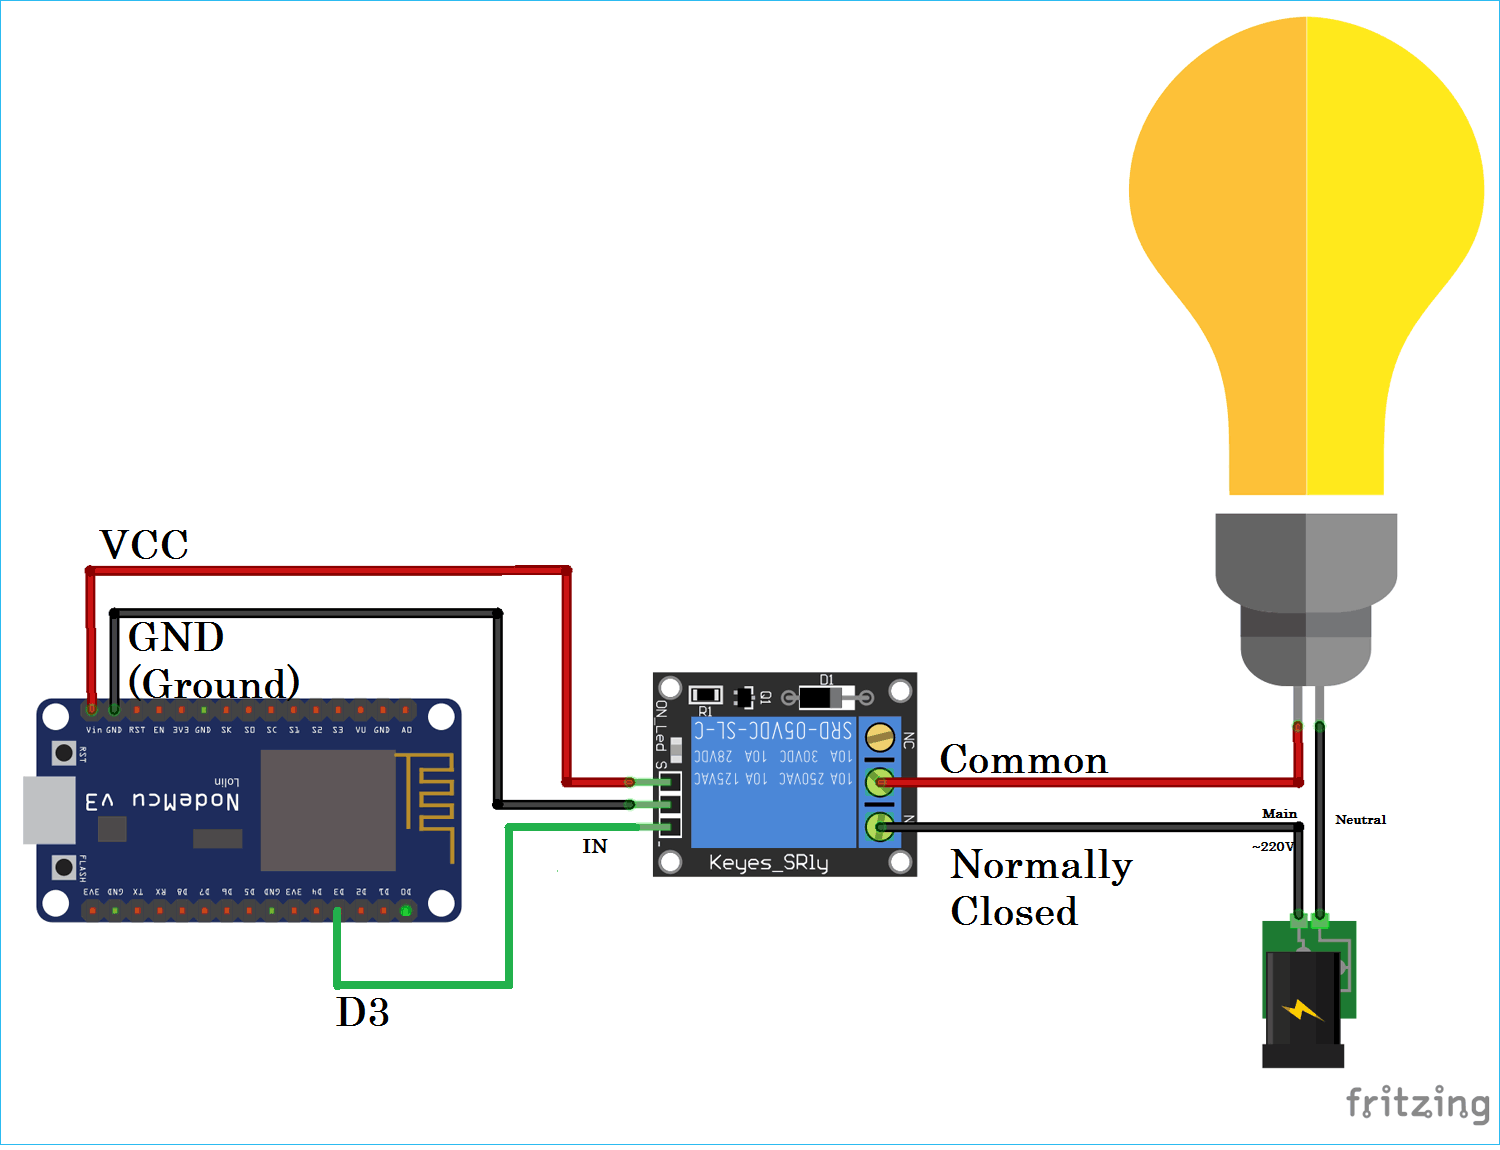 VCC
GND
(Ground)
Vin GND RST EN 3V3 GND SK SO SC S1 S2 S3 VU GND AO
RST
Lolin
NodeMcu v3
FLASH
3V3 GND TX RX D8 D7 D6 D5 GND 3V3 D4 D3 D2 D1 D0
D3
IN
R1
Q1
D1
ON_Led
S
-
SRD-05VDC-SL-C
10A 30VDC 10A 28VDC
10A 250VAC 10A 125VAC
NC
N
Keyes_SRly
Common
Normally
Closed
Main
~220V
Neutral
fritzing